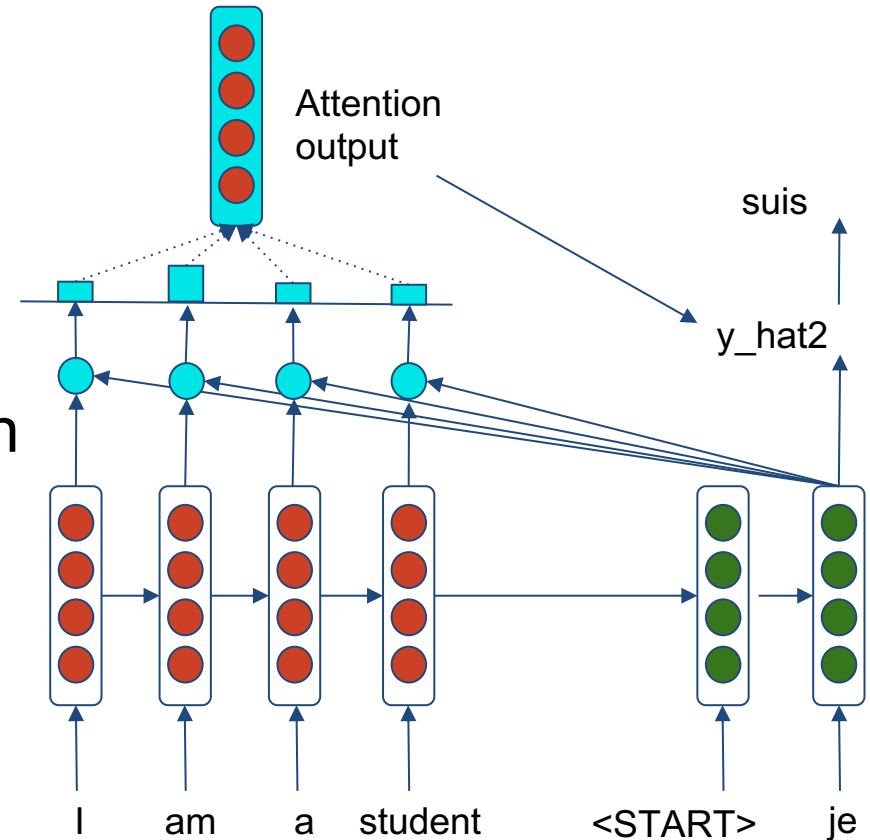 Attention
output
suis
y_hat2
n
I am a student <START> je